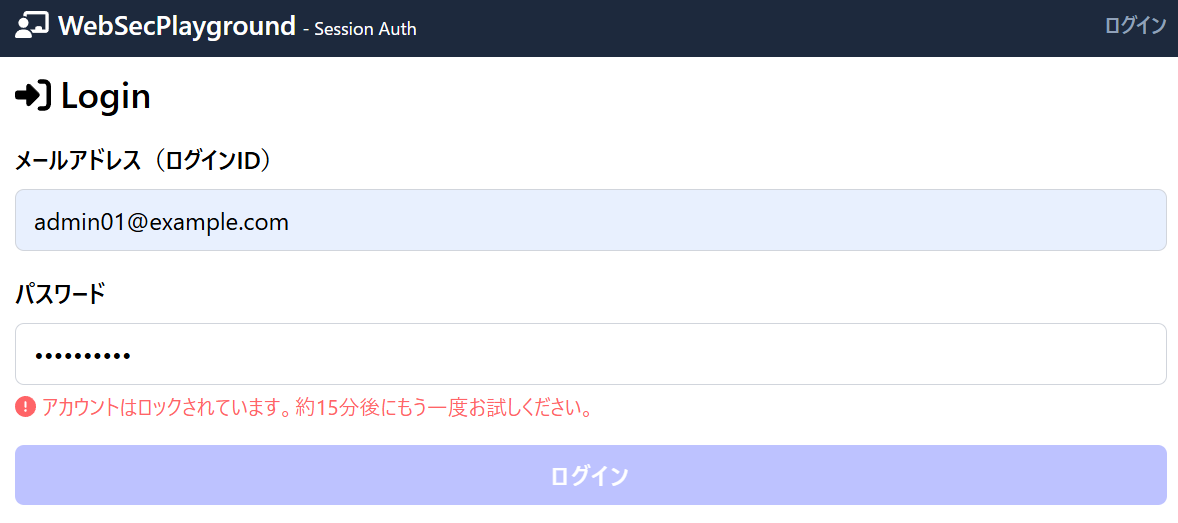 WebSecPlayground - Session Auth ログイン
Login
メールアドレス（ログインID）
admin01@example.com
パスワード
••••••••••
アカウントはロックされています。約15分後にもう一度お試しください。
ログイン